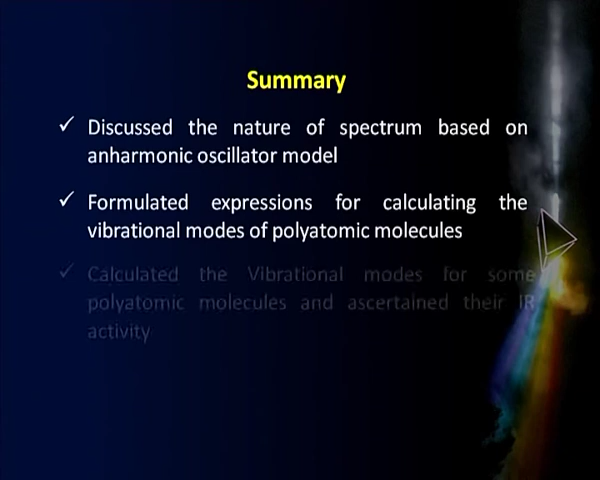 Summary
✓ Discussed the nature of spectrum based on
anharmonic oscillator model
✓ Formulated expressions for calculating the
vibrational modes of polyatomic molecules
✓ Calculated the Vibrational modes for some
polyatomic molecules and ascertained their IR
activity